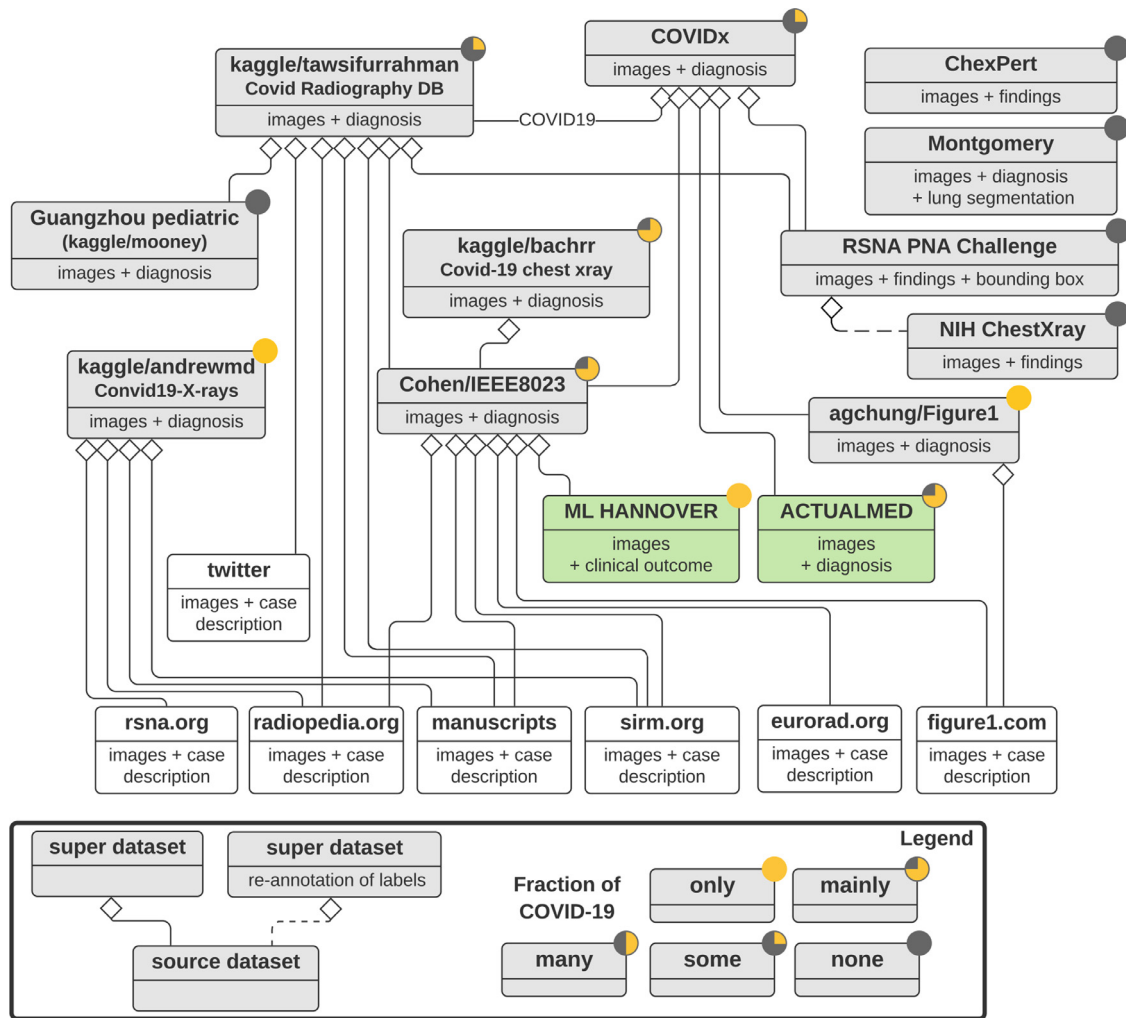 COVIDx
images + diagnosis
kaggle/tawsifurrahman
Covid Radiography DB
images + diagnosis
COVID19
ChexPert
images + findings
Montgomery
images + diagnosis
+ lung segmentation
Guangzhou pediatric
(kaggle/mooney)
images + diagnosis
kaggle/bachrr
Covid-19 chest xray
images + diagnosis
RSNA PNA Challenge
images + findings + bounding box
NIH ChestXray
images + findings
kaggle/andrewmd
Convid19-X-rays
images + diagnosis
Cohen/IEEE8023
images + diagnosis
agchung/Figure1
images + diagnosis
ML HANNOVER
images
+ clinical outcome
ACTUALMED
images
+ diagnosis
twitter
images + case
description
rsna.org
images + case
description
radiopedia.org
images + case
description
manuscripts
images + case
description
sirm.org
images + case
description
eurorad.org
images + case
description
figure1.com
images + case
description
Legend
super dataset
super dataset
re-annotation of labels
source dataset
Fraction of
COVID-19
only
mainly
many
some
none